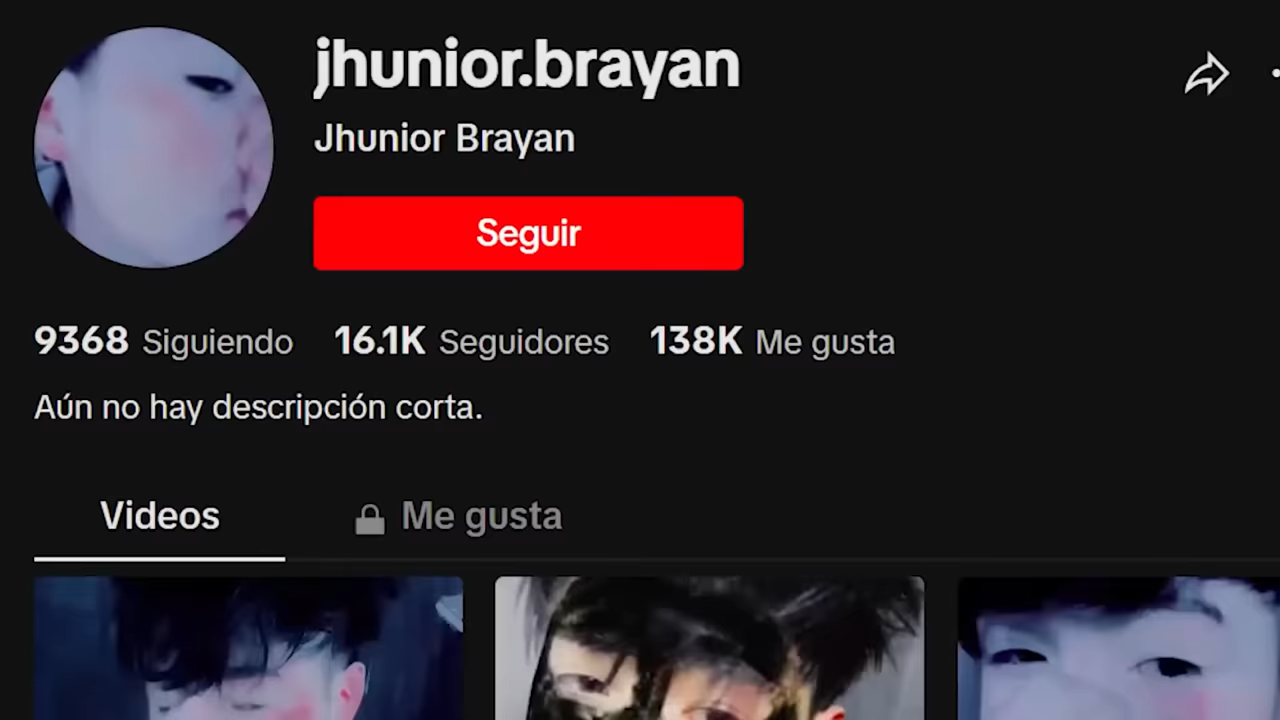 jhunior.brayan
Jhunior Brayan
Seguir
9368 Siguiendo 16.1K Seguidores 138K Me gusta
Aún no hay descripción corta.
Videos Me gusta